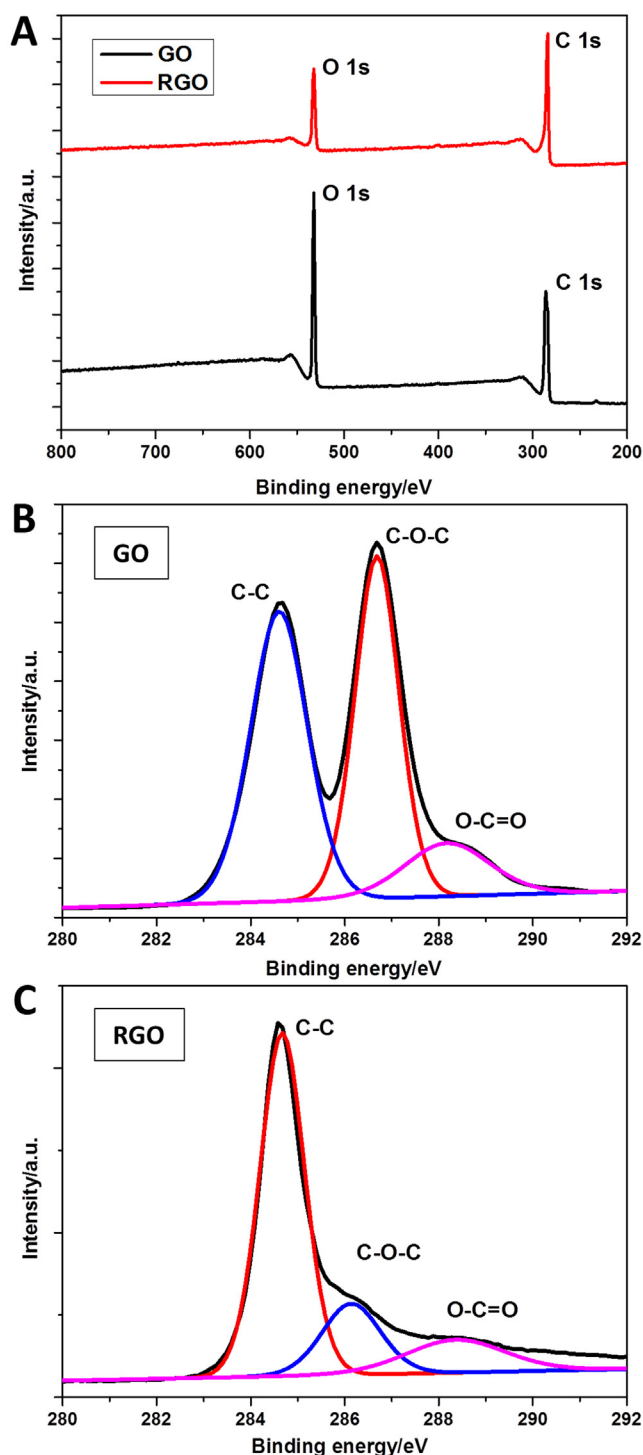 A
GO
RGO
O 1s
C 1s
O 1s
C 1s
Intensity/a.u.
800 700 600 500 400 300 200
Binding energy/eV
B
GO
C-O-C
C-C
O-C=O
Intensity/a.u.
280 282 284 286 288 290 292
Binding energy/eV
C
RGO
C-C
C-O-C
O-C=O
Intensity/a.u.
280 282 284 286 288 290 292
Binding energy/eV